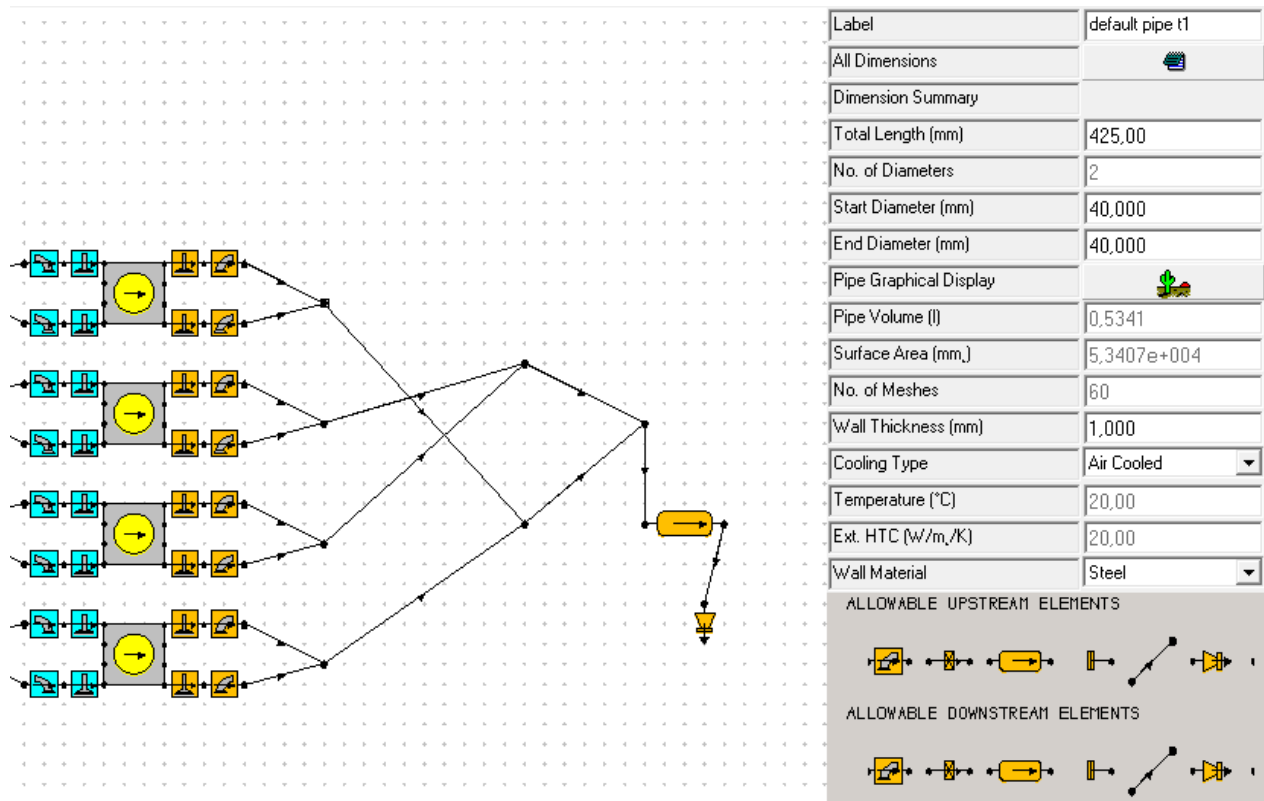 Label default pipe t1
All Dimensions
Dimension Summary
Total Length (mm) 425,00
No. of Diameters 2
Start Diameter (mm) 40,000
End Diameter (mm) 40,000
Pipe Graphical Display
Pipe Volume (l) 0,5341
Surface Area (mm¸) 5,3407e+004
No. of Meshes 60
Wall Thickness (mm) 1,000
Cooling Type Air Cooled
Temperature (°C) 20,00
Ext. HTC (W/m¸/K) 20,00
Wall Material Steel
ALLOWABLE UPSTREAM ELEMENTS
ALLOWABLE DOWNSTREAM ELEMENTS